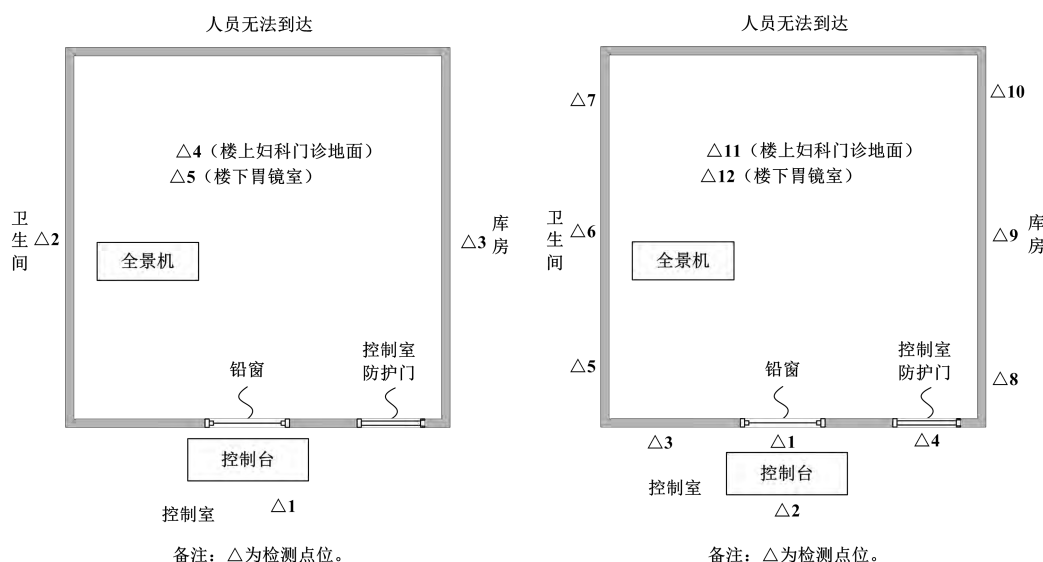 人员无法到达
△4（楼上妇科门诊地面）
△5（楼下胃镜室）
卫生间
△2
全景机
△3
库房
铅窗
控制室
防护门
控制台
△1
控制室
备注：△为检测点位。
人员无法到达
△7
△10
△11（楼上妇科门诊地面）
△12（楼下胃镜室）
卫生间
△6
全景机
△9
库房
△5
铅窗
控制室
防护门
△8
△3
△1
△4
控制台
控制室
△2
备注：△为检测点位。